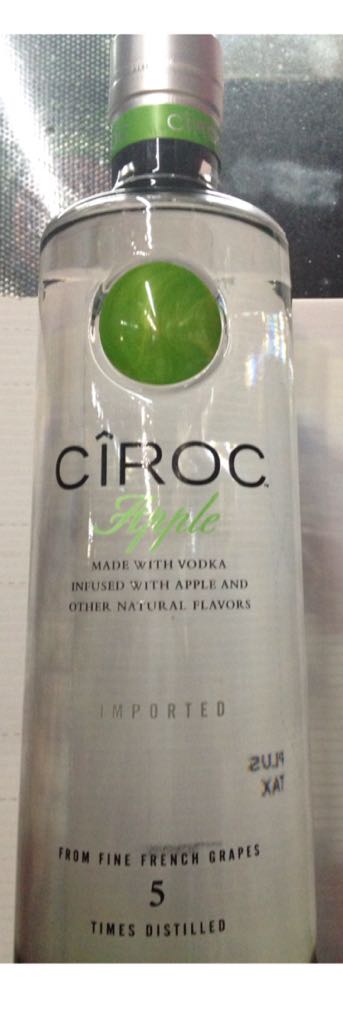 CÎROC
CÎROC
Apple
MADE WITH VODKA
INFUSED WITH APPLE AND
OTHER NATURAL FLAVORS
IMPORTED
PLUS
TAX
FROM FINE FRENCH GRAPES
5
TIMES DISTILLED